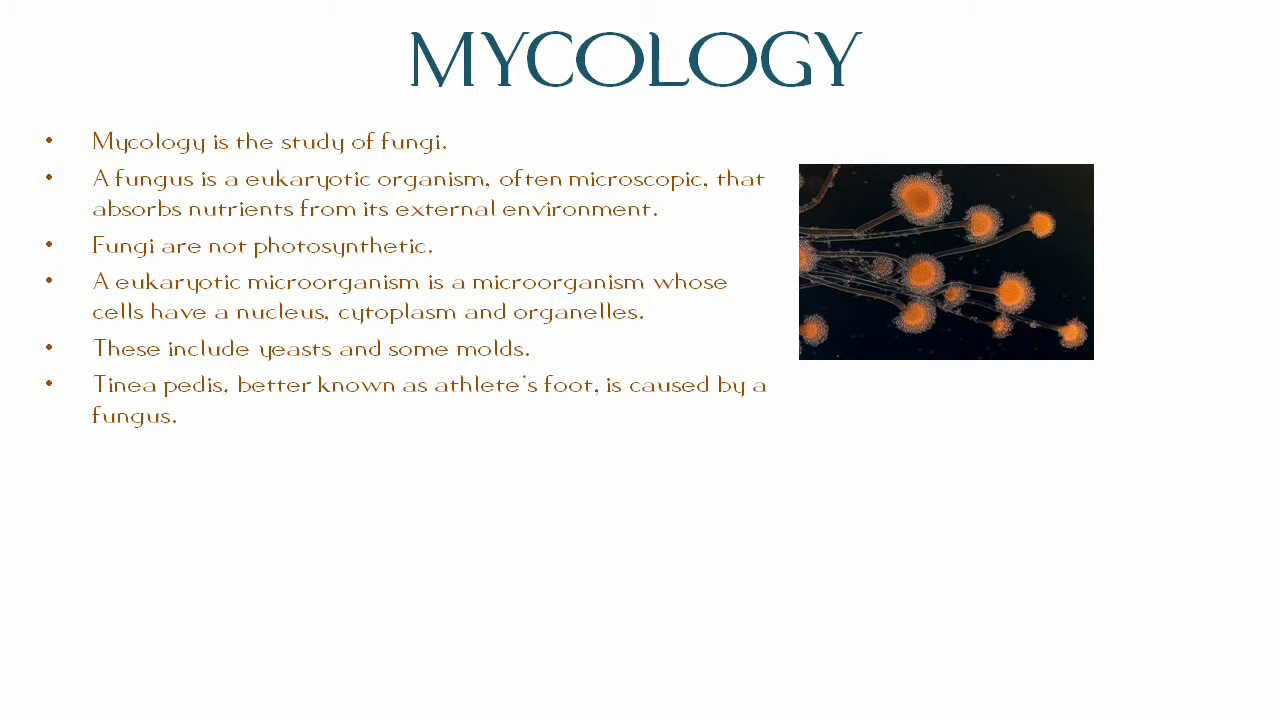 MYCOLOGY
• Mycology is the study of fungi.
• A fungus is a eukaryotic organism, often microscopic, that
absorbs nutrients from its external environment.
• Fungi are not photosynthetic.
• A eukaryotic microorganism is a microorganism whose
cells have a nucleus, cytoplasm and organelles.
• These include yeasts and some molds.
• Tinea pedis, better known as athlete's foot, is caused by a
fungus.